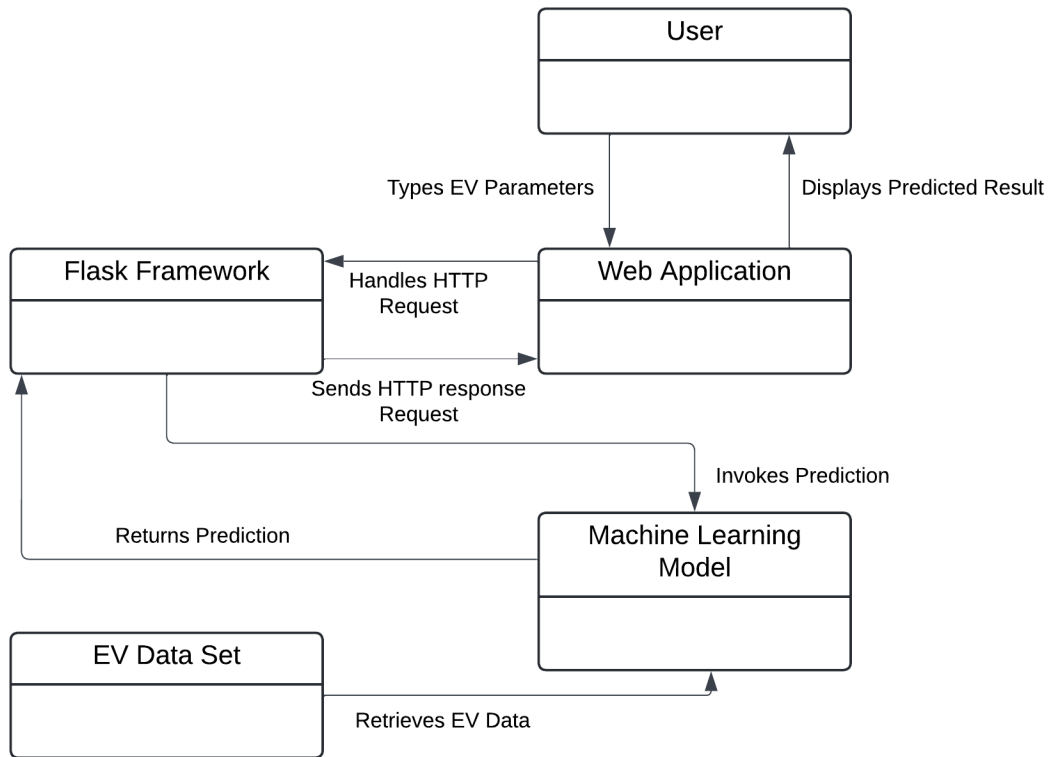 User
Types EV Parameters
Displays Predicted Result
Flask Framework
Handles HTTP
Request
Web Application
Sends HTTP response
Request
Invokes Prediction
Returns Prediction
Machine Learning
Model
EV Data Set
Retrieves EV Data